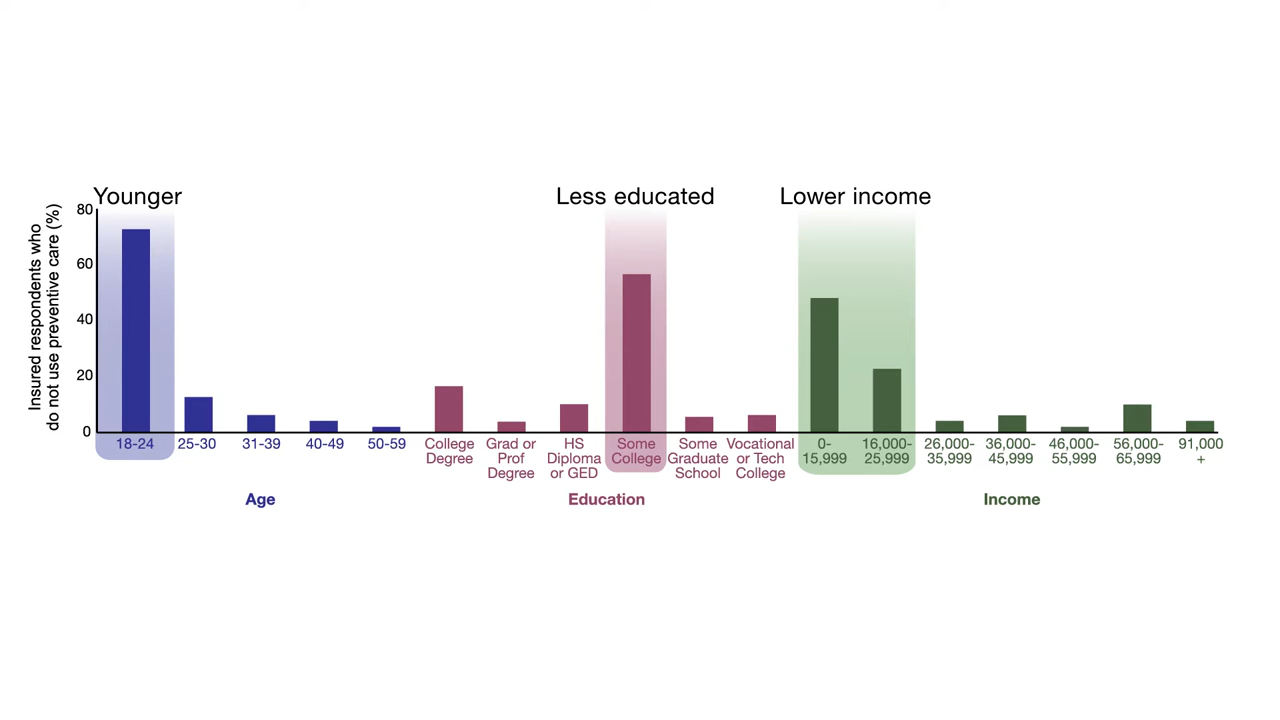 Younger
Less educated
Lower income
Insured respondents who
do not use preventive care (%)
80
60
40
20
0
18-24
25-30
31-39
40-49
50-59
College
Degree
Grad or
Prof
Degree
HS
Diploma
or GED
Some
College
Some
Graduate
School
Vocational
or Tech
College
0-
15,999
16,000-
25,999
26,000-
35,999
36,000-
45,999
46,000-
55,999
56,000-
65,999
91,000
+
Age
Education
Income